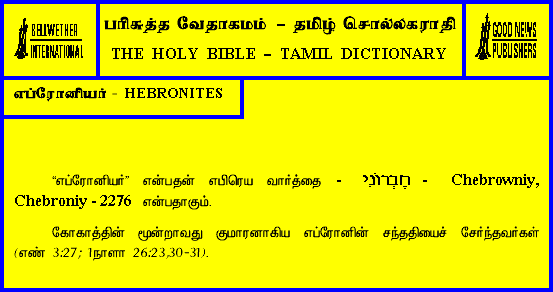 BELLWETHER
INTERNATIONAL
பரிசுத்த வேதாகமம் – தமிழ் சொல்லகராதி
THE HOLY BIBLE – TAMIL DICTIONARY
GOOD NEWS
PUBLISHERS
எப்ரோனியர் - HEBRONITES
“எப்ரோனியர்” என்பதன் எபிரெய வார்த்தை - חֶבְרוֹנִי - Chebrowniy,
Chebroniy - 2276 என்பதாகும்.
கோகாத்தின் மூன்றாவது குமாரனாகிய எப்ரோனின் சந்ததியைச் சேர்ந்தவர்கள்
(எண் 3:27; 1நாளா 26:23,30-31).